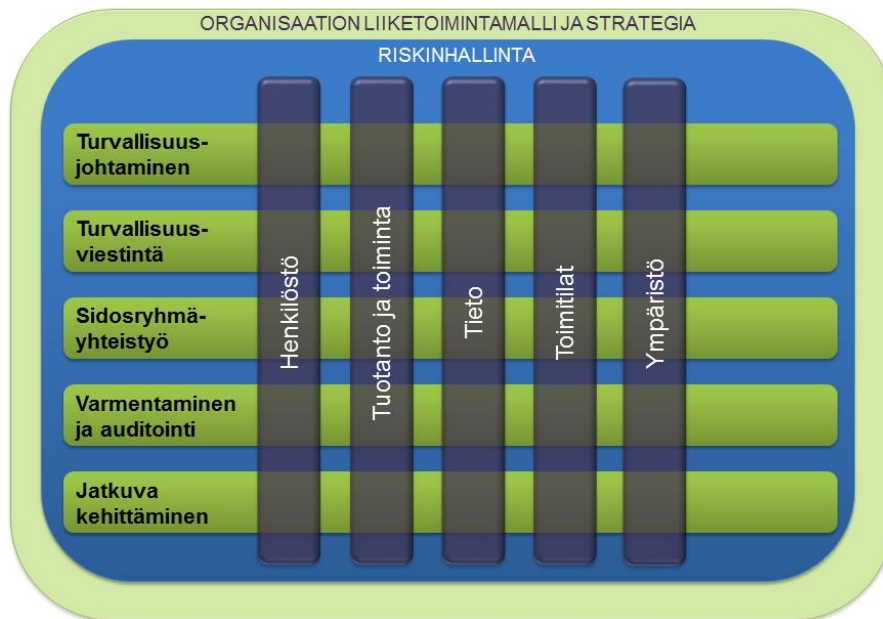 ORGANISAATION LIIKETOIMINTAMALLI JA STRATEGIA
RISKINHALLINTA
Turvallisuus-
johtaminen
Turvallisuus-
viestintä
Sidosryhmä-
yhteistyö
Varmentaminen
ja auditointi
Jatkuva
kehittäminen
Henkilöstö
Tuotanto ja toiminta
Tieto
Toimitilat
Ympäristö